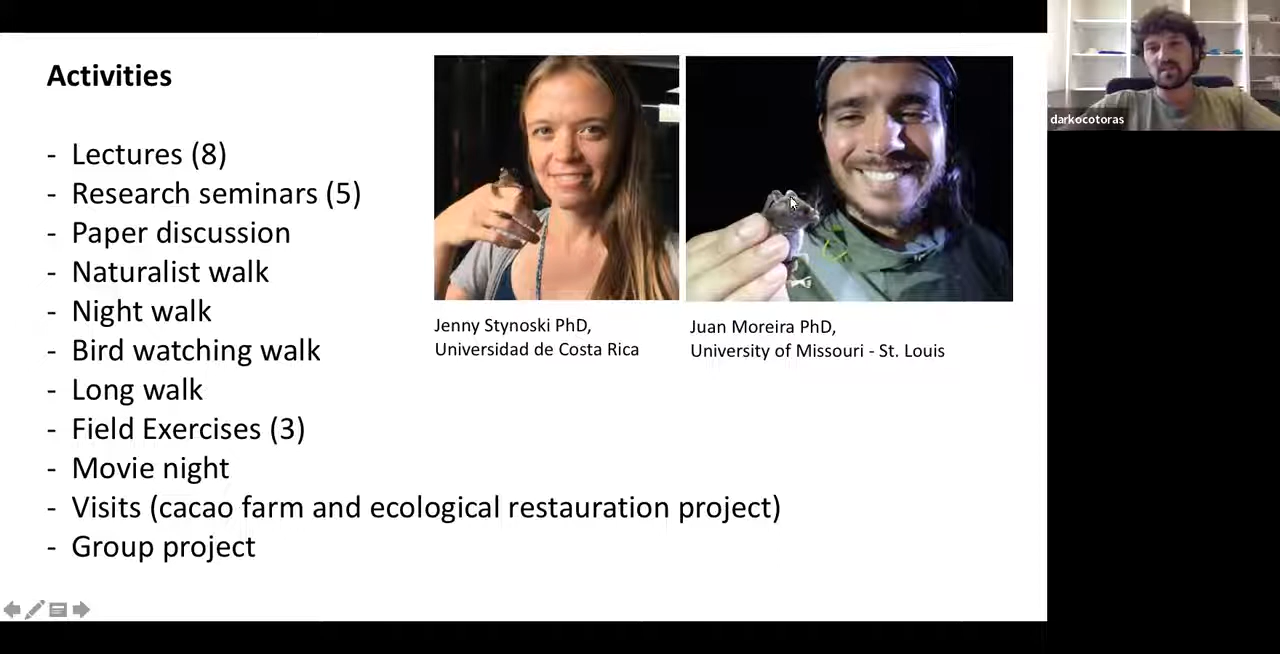 Activities
- Lectures (8)
- Research seminars (5)
- Paper discussion
- Naturalist walk
- Night walk
- Bird watching walk
- Long walk
- Field Exercises (3)
- Movie night
- Visits (cacao farm and ecological restauration project)
- Group project
Jenny Stynoski PhD,
Universidad de Costa Rica
Juan Moreira PhD,
University of Missouri - St. Louis
darkocotoras